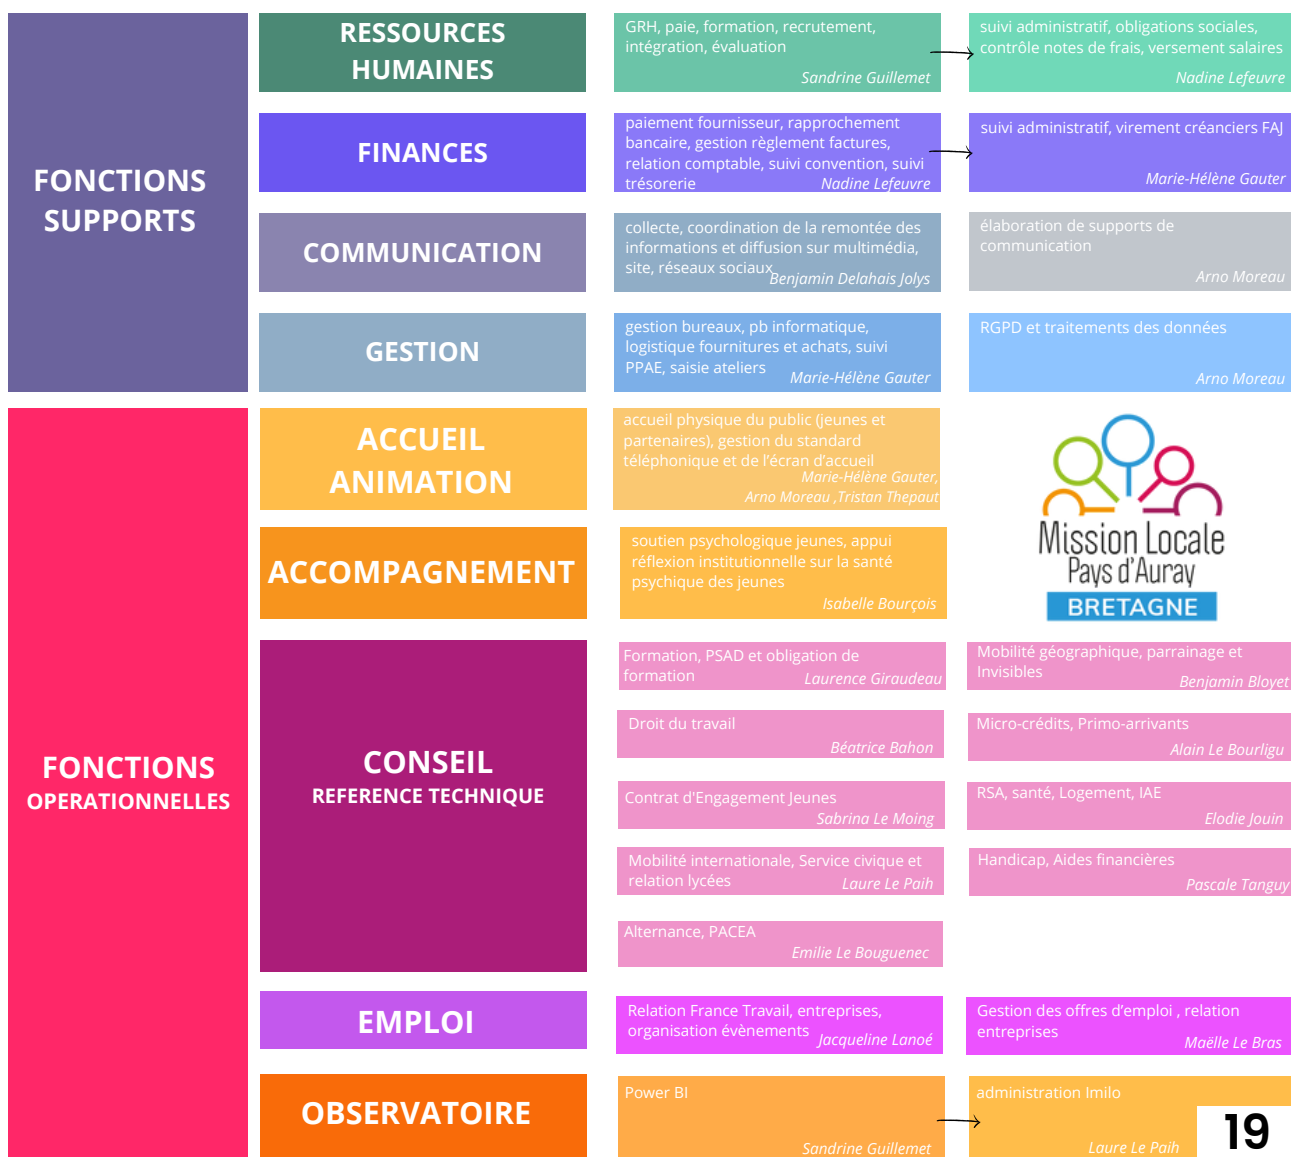 FONCTIONS
SUPPORTS
RESSOURCES
HUMAINES
GRH, paie, formation, recrutement,
intégration, évaluation
Sandrine Guillemet
suivi administratif, obligations sociales,
contrôle notes de frais, versement salaires
Nadine Lefeuvre
FINANCES
paiement fournisseur, rapprochement
bancaire, gestion règlement factures,
relation comptable, suivi convention, suivi
trésorerie
Nadine Lefeuvre
suivi administratif, virement créanciers FAJ
Marie-Hélène Gauter
COMMUNICATION
collecte, coordination de la remontée des
informations et diffusion sur multimédia,
site, réseaux sociaux
Benjamin Delahais Jolys
élaboration de supports de
communication
Arno Moreau
GESTION
gestion bureaux, pb informatique,
logistique fournitures et achats, suivi
PPAE, saisie ateliers
Marie-Hélène Gauter
RGPD et traitements des données
Arno Moreau
FONCTIONS
OPERATIONNELLES
ACCUEIL
ANIMATION
accueil physique du public (jeunes et
partenaires), gestion du standard
téléphonique et de l'écran d'accueil
Marie-Hélène Gauter,
Arno Moreau ,Tristan Thepaut
Mission Locale
Pays d'Auray
BRETAGNE
ACCOMPAGNEMENT
soutien psychologique jeunes, appui
réflexion institutionnelle sur la santé
psychique des jeunes
Isabelle Bourçois
CONSEIL
REFERENCE TECHNIQUE
Formation, PSAD et obligation de
formation
Laurence Giraudeau
Mobilité géographique, parrainage et
Invisibles
Benjamin Bloyet
Droit du travail
Béatrice Bahon
Micro-crédits, Primo-arrivants
Alain Le Bourligu
Contrat d'Engagement Jeunes
Sabrina Le Moing
RSA, santé, Logement, IAE
Elodie Jouin
Mobilité internationale, Service civique et
relation lycées
Laure Le Paih
Handicap, Aides financières
Pascale Tanguy
Alternance, PACEA
Emilie Le Bouguenec
EMPLOI
Relation France Travail, entreprises,
organisation évènements
Jacqueline Lanoé
Gestion des offres d'emploi , relation
entreprises
Maëlle Le Bras
OBSERVATOIRE
Power BI
Sandrine Guillemet
administration Imilo
Laure Le Paih
19